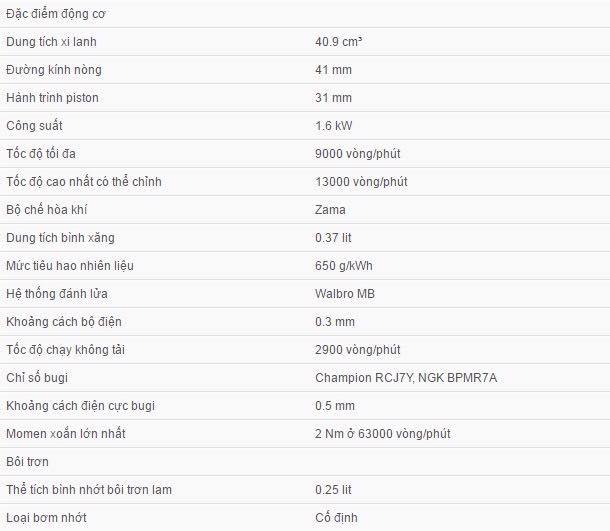 Đặc điểm động cơ
Dung tích xi lanh 40.9 cm³
Đường kính nòng 41 mm
Hành trình piston 31 mm
Công suất 1.6 kW
Tốc độ tối đa 9000 vòng/phút
Tốc độ cao nhất có thể chỉnh 13000 vòng/phút
Bộ chế hòa khí Zama
Dung tích bình xăng 0.37 lit
Mức tiêu hao nhiên liệu 650 g/kWh
Hệ thống đánh lửa Walbro MB
Khoảng cách bộ điện 0.3 mm
Tốc độ chạy không tải 2900 vòng/phút
Chỉ số bugi Champion RCJ7Y, NGK BPMR7A
Khoảng cách điện cực bugi 0.5 mm
Momen xoắn lớn nhất 2 Nm ở 63000 vòng/phút
Bôi trơn
Thể tích bình nhớt bôi trơn lam 0.25 lit
Loại bơm nhớt Cố định